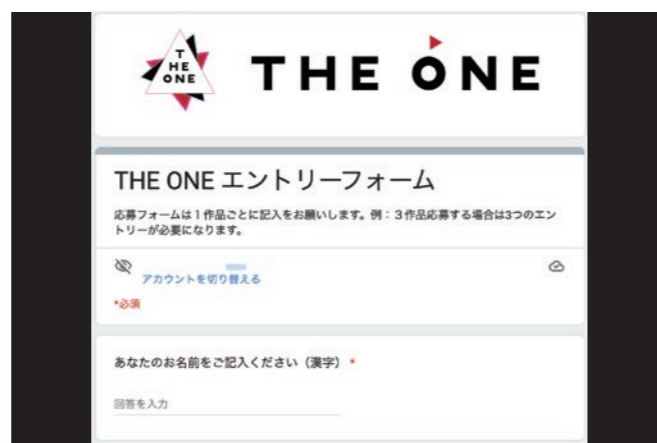 T
HE
ONE
THE ONE
THE ONE エントリーフォーム
応募フォームは１作品ごとに記入をお願いします。例：３作品応募する場合は3つのエン
トリーが必要になります。
アカウントを切り替える
*必須
あなたのお名前をご記入ください（漢字） *
回答を入力